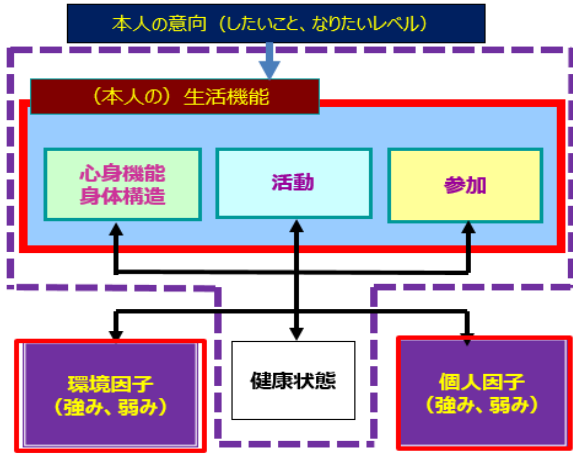 本人の意向（したいこと、なりたいレベル）
（本人の）生活機能
心身機能
身体構造
活動
参加
環境因子
（強み、弱み）
健康状態
個人因子
（強み、弱み）